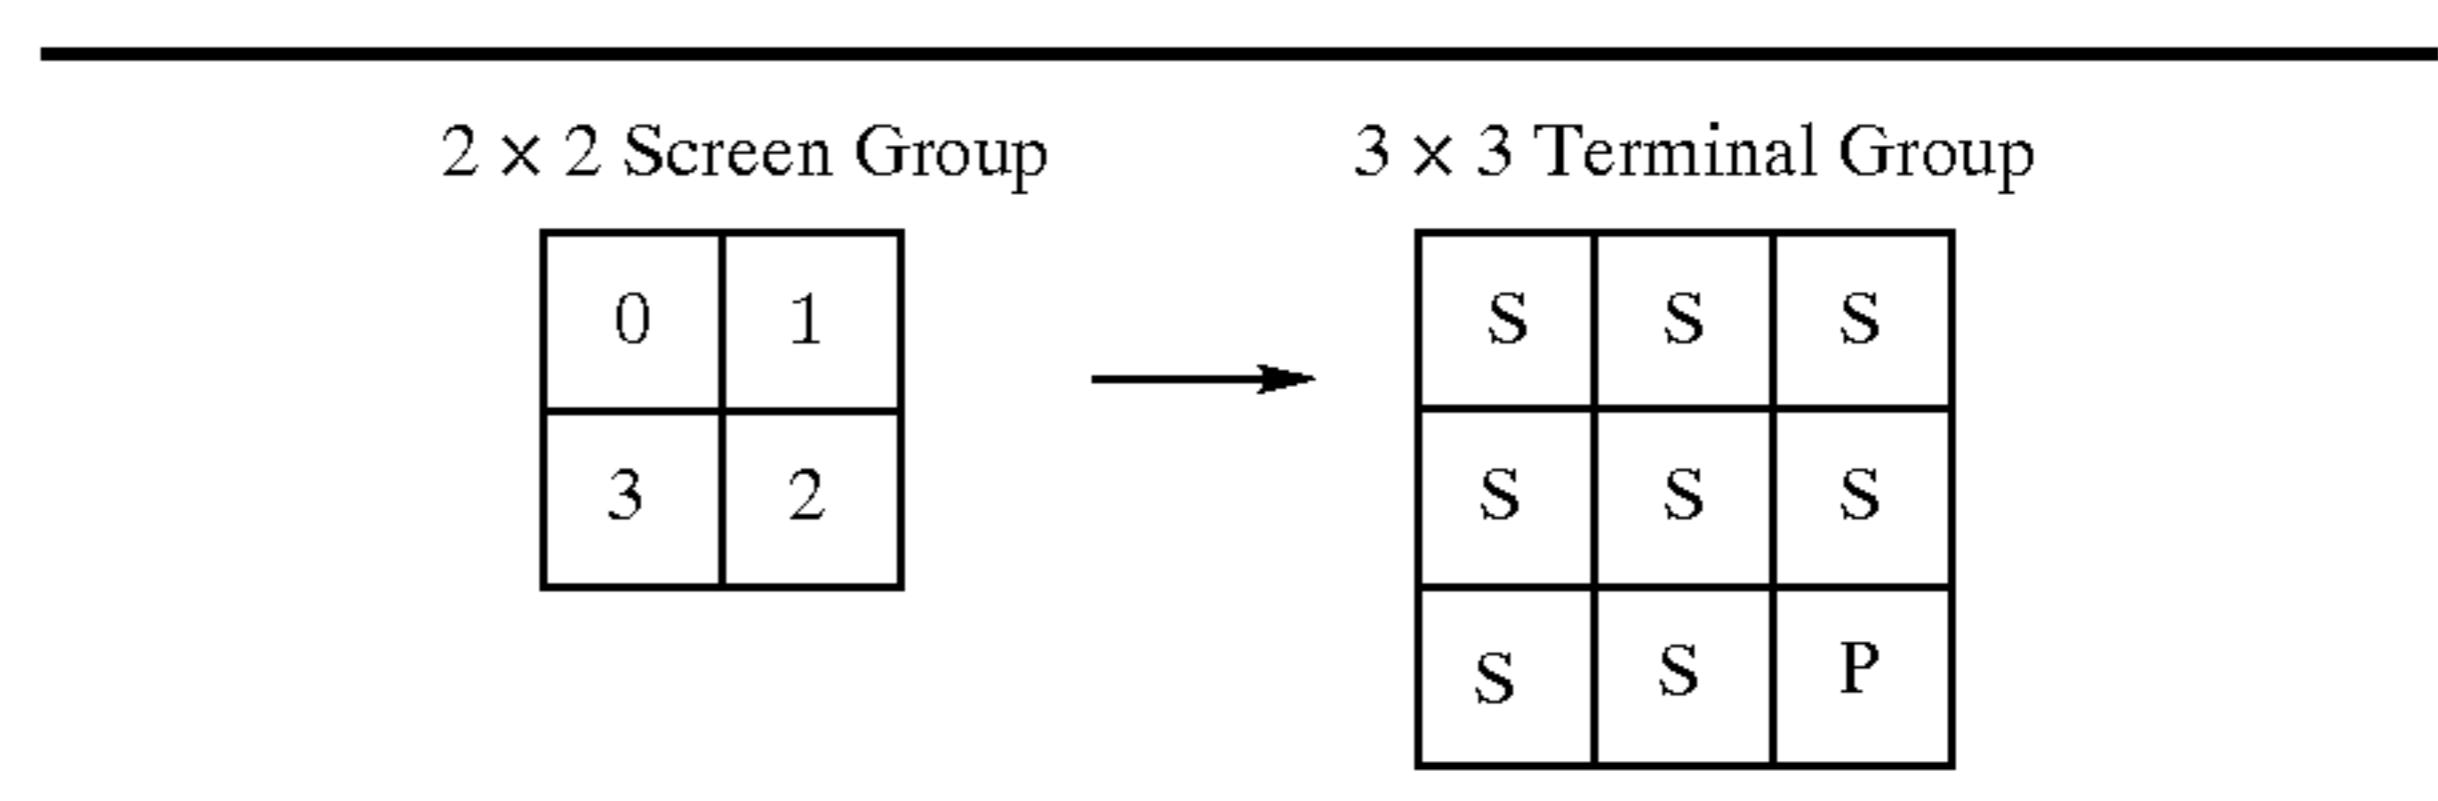 2 × 2 Screen Group 3 × 3 Terminal Group
0 1 S S S
3 2 S S S
S S P